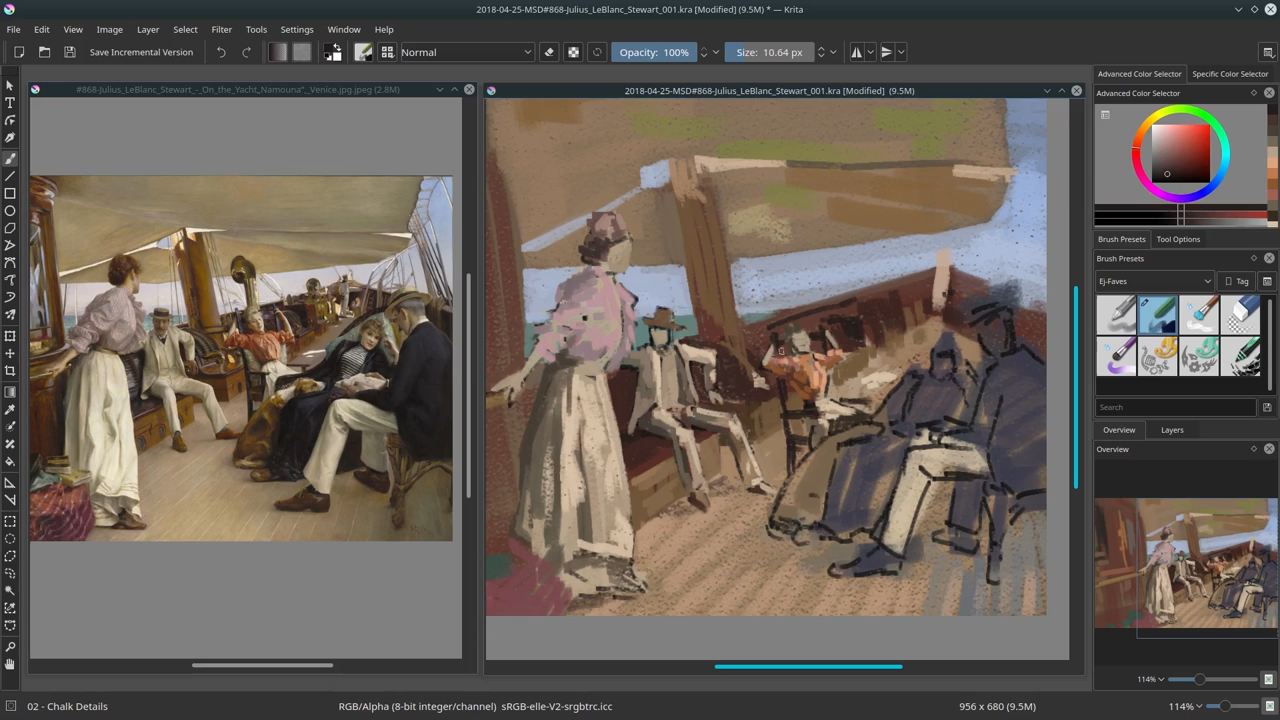 2018-04-25-MSD#868-Julius_LeBlanc_Stewart_001.kra [Modified] (9.5M) * — Krita
File Edit View Image Layer Select Filter Tools Settings Window Help
Save Incremental Version Normal Opacity: 100% Size: 10.64 px
#868-Julius_LeBlanc_Stewart_-_On_the_Yacht_Namouna",_Venice.jpg.jpeg (2.8M)
2018-04-25-MSD#868-Julius_LeBlanc_Stewart_001.kra [Modified] (9.5M)
Advanced Color Selector Specific Color Selector
Advanced Color Selector
Brush Presets Tool Options
Brush Presets
Ej-Faves Tag
Search
Overview Layers
Overview
114%
02 - Chalk Details RGB/Alpha (8-bit integer/channel) sRGB-elle-V2-srgbtrc.icc 956 x 680 (9.5M) 114%